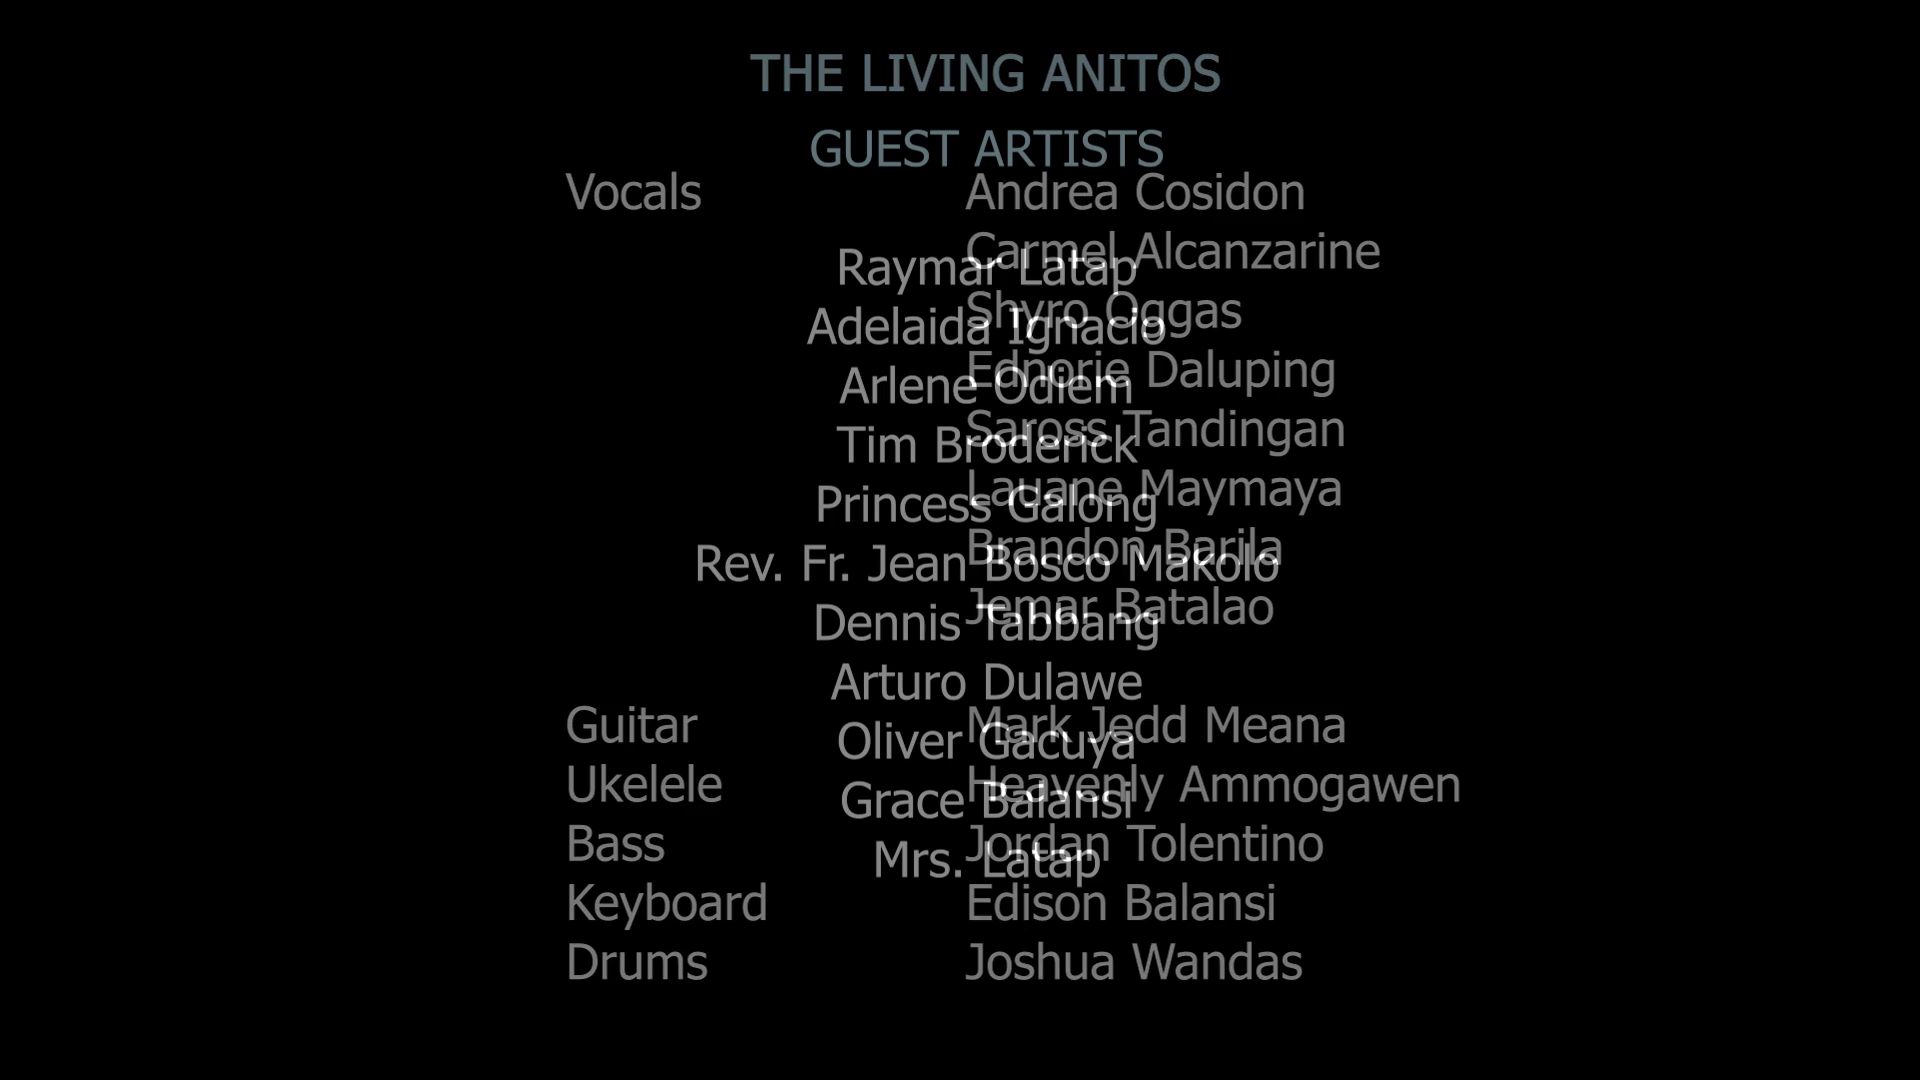 THE LIVING ANITOS
GUEST ARTISTS
Vocals Andrea Cosidon
Carmel Alcanzarine
Raymar Latap
Shyro Oggas
Adelaida Ignacio
Ednorie Daluping
Arlene Odiem
Saross Tandingan
Tim Broderick
Lauane Maymaya
Princess Galong
Brandon Barila
Rev. Fr. Jean Bosco Makolo
Jemar Batalao
Dennis Tabbang
Arturo Dulawe
Guitar Mark Jedd Meana
Oliver Gacuya
Ukelele Heavenly Ammogawen
Grace Balansi
Bass Jordan Tolentino
Mrs. Latap
Keyboard Edison Balansi
Drums Joshua Wandas